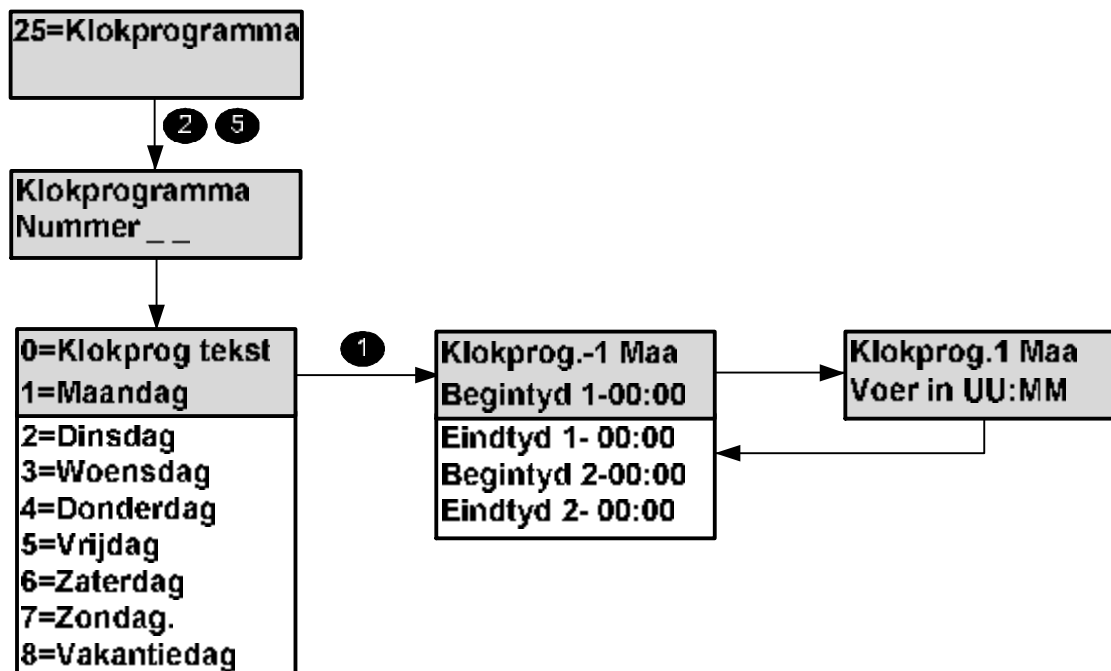 25=Klokprogramma
2 5
Klokprogramma
Nummer _ _
0=Klokprog tekst
1=Maandag
2=Dinsdag
3=Woensdag
4=Donderdag
5=Vrijdag
6=Zaterdag
7=Zondag.
8=Vakantiedag
1
Klokprog.-1 Maa
Begintyd 1-00:00
Eindtyd 1- 00:00
Begintyd 2-00:00
Eindtyd 2- 00:00
Klokprog.1 Maa
Voer in UU:MM